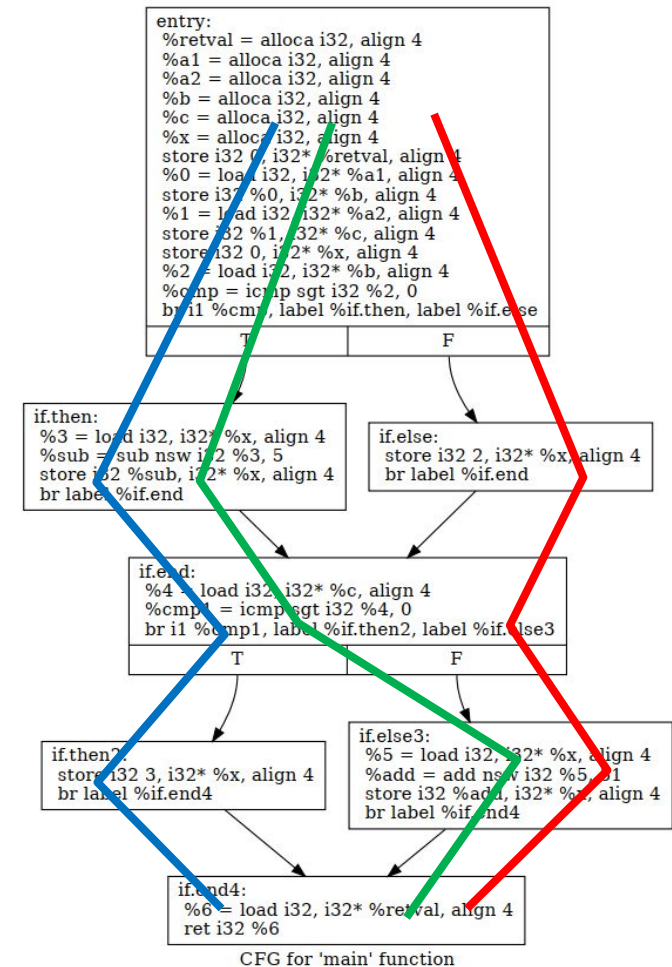 entry:
%retval = alloca i32, align 4
%a1 = alloca i32, align 4
%a2 = alloca i32, align 4
%b = alloca i32, align 4
%c = alloca i32, align 4
%x = alloca i32, align 4
store i32 0, i32* %retval, align 4
%0 = load i32, i32* %a1, align 4
store i32 %0, i32* %b, align 4
%1 = load i32, i32* %a2, align 4
store i32 %1, i32* %c, align 4
store i32 0, i32* %x, align 4
%2 = load i32, i32* %b, align 4
%cmp = icmp sgt i32 %2, 0
br i1 %cmp, label %if.then, label %if.else
T F
if.then:
%3 = load i32, i32* %x, align 4
%sub = sub nsw i32 %3, 5
store i32 %sub, i32* %x, align 4
br label %if.end
if.else:
store i32 2, i32* %x, align 4
br label %if.end
if.end:
%4 = load i32, i32* %c, align 4
%cmp1 = icmp sgt i32 %4, 0
br i1 %cmp1, label %if.then2, label %if.else3
T F
if.then2:
store i32 3, i32* %x, align 4
br label %if.end4
if.else3:
%5 = load i32, i32* %x, align 4
%add = add nsw i32 %5,
store i32 %add, i32* %x, align 4
br label %if.end4
if.end4:
%6 = load i32, i32* %retval, align 4
ret i32 %6
CFG for 'main' function